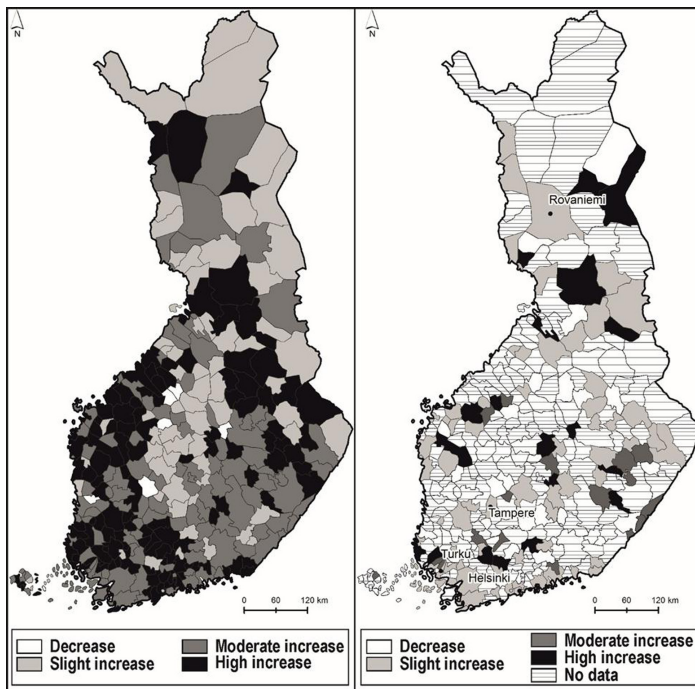 N
0 60 120 km
Decrease
Slight increase
Moderate increase
High increase
N
Rovaniemi
Tampere
Turku
Helsinki
0 60 120 km
Decrease
Slight increase
Moderate increase
High increase
No data